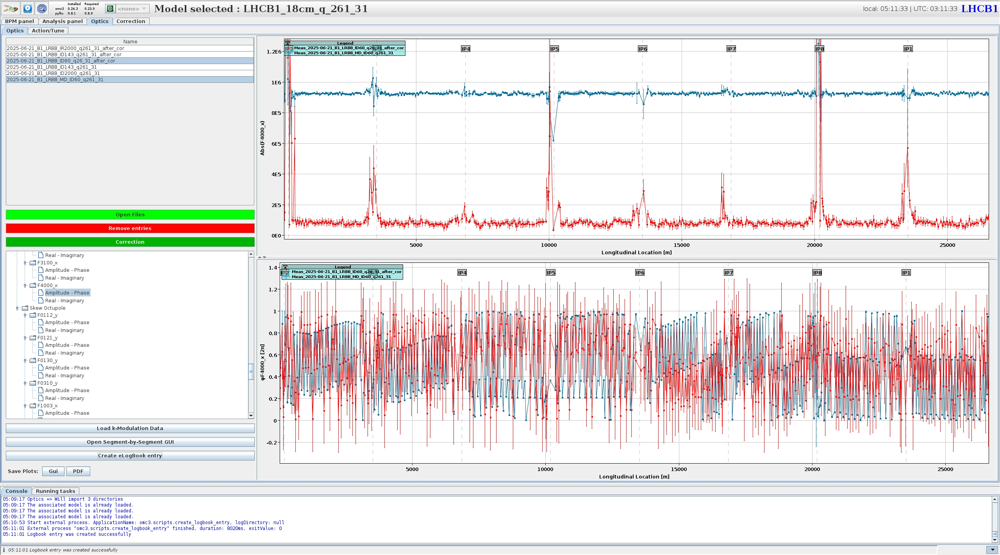 Installed Required
omc3 0.24.3 0.23.0
pylhc 0.8.1 0.8.0
<none>
Model selected : LHCB1_18cm_q_261_31
local: 05:11:33 | UTC: 03:11:33 LHCB1
BPM panel Analysis panel Optics Correction
Optics Action/Tune
Name
2025-06-21_B1_LRBB_IR2000_q261_31_after_cor
2025-06-21_B1_LRBB_ID143_q261_31_after_cor
2025-06-21_B1_LRBB_ID60_q26_31_after_cor
2025-06-21_B1_LRBB_ID143_q261_31
2025-06-21_B1_LRBB_ID2000_q261_31
2025-06-21_B1_LRBB_MD_ID60_q261_31
Open Files
Remove entries
Correction
Real - Imaginary
F3100_x
Amplitude - Phase
Real - Imaginary
F4000_x
Amplitude - Phase
Real - Imaginary
Skew Octupole
F0112_y
Amplitude - Phase
Real - Imaginary
F0121_y
Amplitude - Phase
Real - Imaginary
F0130_y
Amplitude - Phase
Real - Imaginary
F0310_y
Amplitude - Phase
Real - Imaginary
F1003_x
Amplitude - Phase
Load k-Modulation Data
Open Segment-by-Segment GUI
Create eLogBook entry
Save Plots: Gui PDF
Legend
Meas_2025-06-21_B1_LRBB_ID60_q26_31_after_cor
Meas_2025-06-21_B1_LRBB_MD_ID60_q261_31
IP2 IP3 IP4 IP5 IP6 IP7 IP8 IP1
Abs(F4000_x)
1.2E6
1E6
8E5
6E5
4E5
2E5
0E0
5000 10000 15000 20000 25000
Longitudinal Location [m]
Legend
Meas_2025-06-21_B1_LRBB_ID60_q26_31_after_cor
Meas_2025-06-21_B1_LRBB_MD_ID60_q261_31
IP2 IP3 IP4 IP5 IP6 IP7 IP8 IP1
φF4000_x [2π]
1.4
1.2
1
0.8
0.6
0.4
0.2
0
-0.2
5000 10000 15000 20000 25000
Longitudinal Location [m]
Console Running tasks
05:09:17 Optics => Will import 3 directories
05:09:17 The associated model is already loaded.
05:09:17 The associated model is already loaded.
05:09:17 The associated model is already loaded.
05:10:53 Start external process. ApplicationName: omc3.scripts.create_logbook_entry, logDirectory: null
05:11:01 External process "omc3.scripts.create_logbook_entry" finished, duration: 8020ms, exitValue: 0
05:11:01 Logbook entry was created successfully
05:11:01 Logbook entry was created successfully